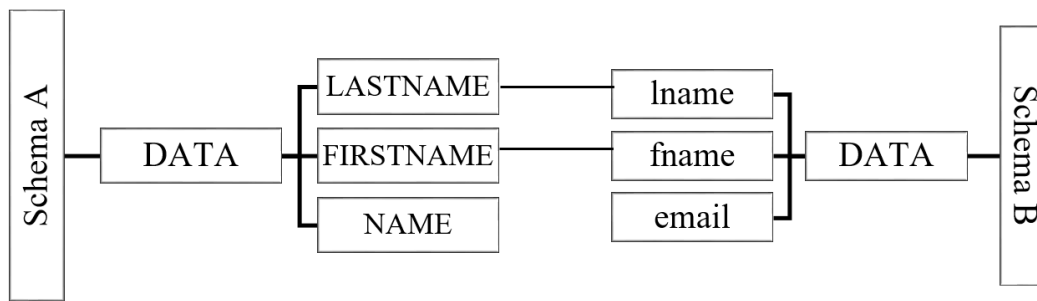 Schema A
DATA
LASTNAME
FIRSTNAME
NAME
lname
fname
email
DATA
Schema B